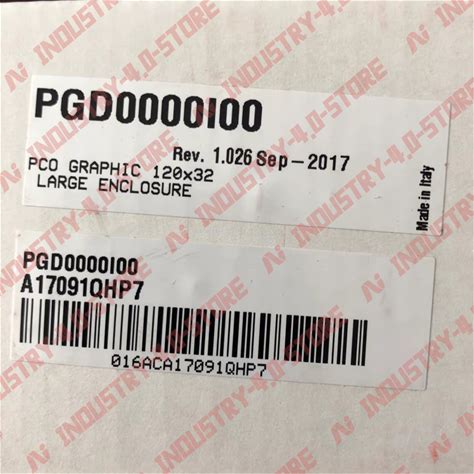 PGD0000I00
Rev. 1.026 Sep-2017
PCO GRAPHIC 120x32
LARGE ENCLOSURE
Made in Italy
PGD0000I00
A17091QHP7
016ACA17091QHP7
INDUSTRY-4,0-STORE